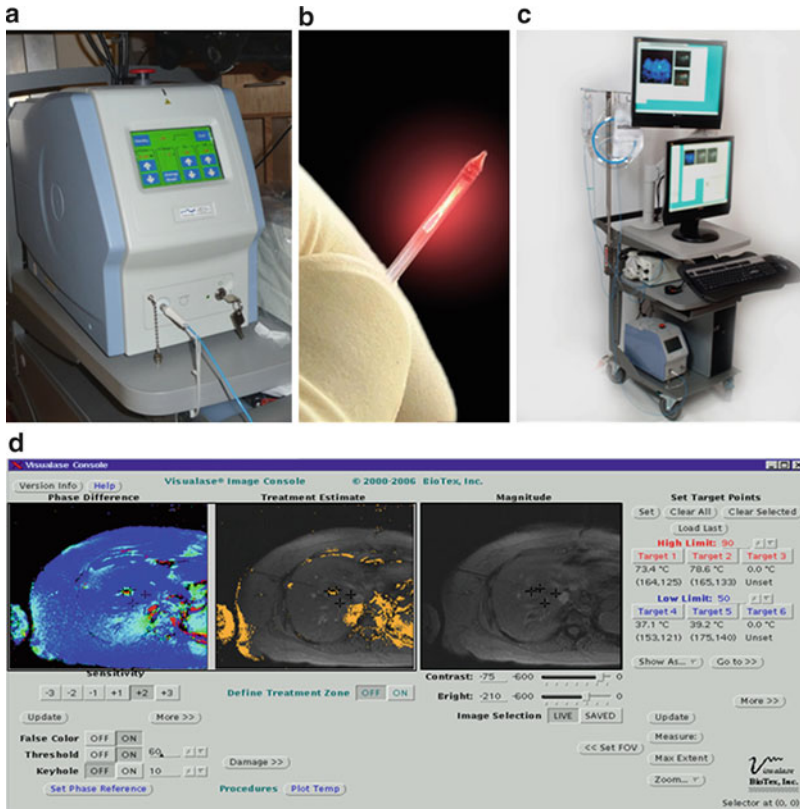 a
b
c
d
Visualase Console
Version Info
Help
Visualase® Image Console
© 2000-2006 BioTex, Inc.
Phase Difference
Treatment Estimate
Magnitude
Set Target Points
Set
Clear All
Clear Selected
Load Last
High Limit: 90
Target 1
Target 2
Target 3
73.4 °C
78.6 °C
0.0 °C
(164,125)
(165,133)
Unset
Low Limit: 50
Target 4
Target 5
Target 6
37.1 °C
39.2 °C
0.0 °C
(153,121)
(175,140)
Unset
Show As...
Go to >>
More >>
Sensitivity
-3 -2 -1 +1 +2 +3
Update
More >>
False Color OFF ON
Threshold OFF ON 60
Keyhole OFF ON 10
Set Phase Reference
Define Treatment Zone OFF ON
Damage >>
Procedures
Plot Temp
Contrast: -75 -600 0
Bright: -210 -600 0
Image Selection LIVE SAVED
<< Set FOV
Update
Measure:)
Max Extent
Zoom...
Visualase
BioTex, Inc.
Selector at (0, 0)